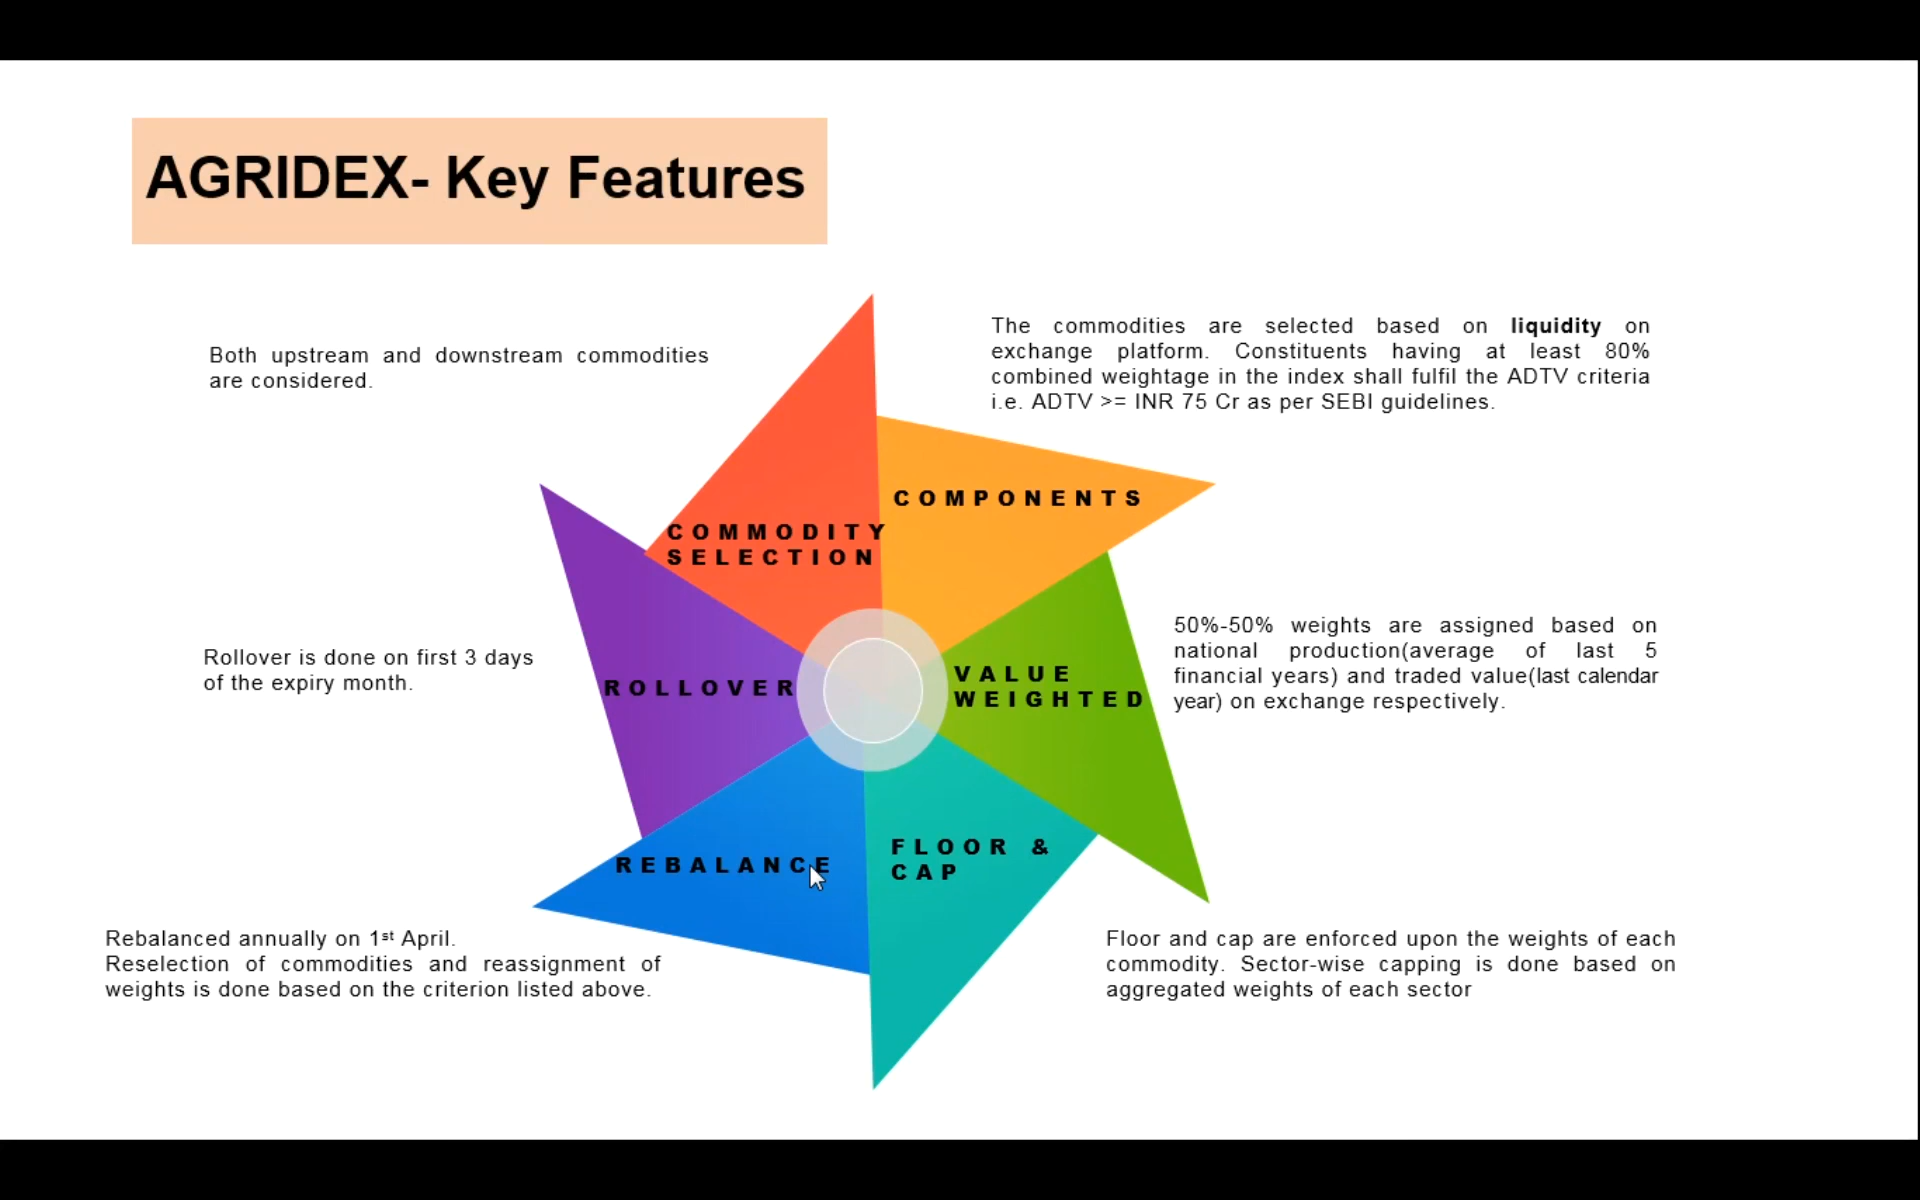 AGRIDEX- Key Features
Both upstream and downstream commodities
are considered.
The commodities are selected based on liquidity on
exchange platform. Constituents having at least 80%
combined weightage in the index shall fulfil the ADTV criteria
i.e. ADTV >= INR 75 Cr as per SEBI guidelines.
COMMODITY
SELECTION
COMPONENTS
Rollover is done on first 3 days
of the expiry month.
ROLLOVER
VALUE
WEIGHTED
50%-50% weights are assigned based on
national production(average of last 5
financial years) and traded value(last calendar
year) on exchange respectively.
REBALANCE
FLOOR &
CAP
Rebalanced annually on 1st April.
Reselection of commodities and reassignment of
weights is done based on the criterion listed above.
Floor and cap are enforced upon the weights of each
commodity. Sector-wise capping is done based on
aggregated weights of each sector